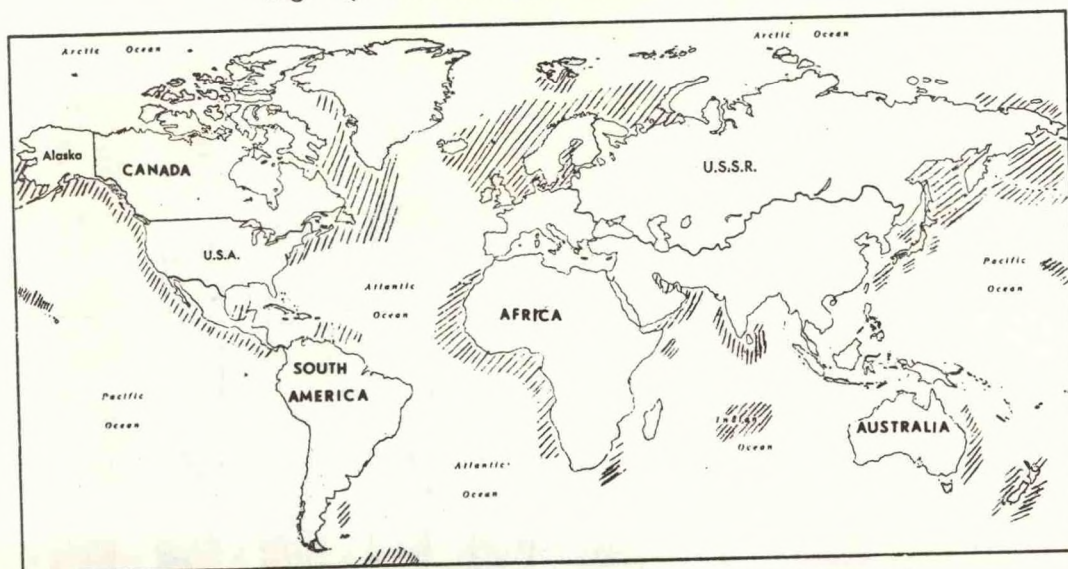 Arctic Ocean
Arctic Ocean
Alaska
CANADA
U.S.S.R.
U.S.A.
Pacific
Ocean
Atlantic
Ocean
AFRICA
SOUTH
AMERICA
Pacific
Ocean
Indian
Ocean
AUSTRALIA
Atlantic
Ocean